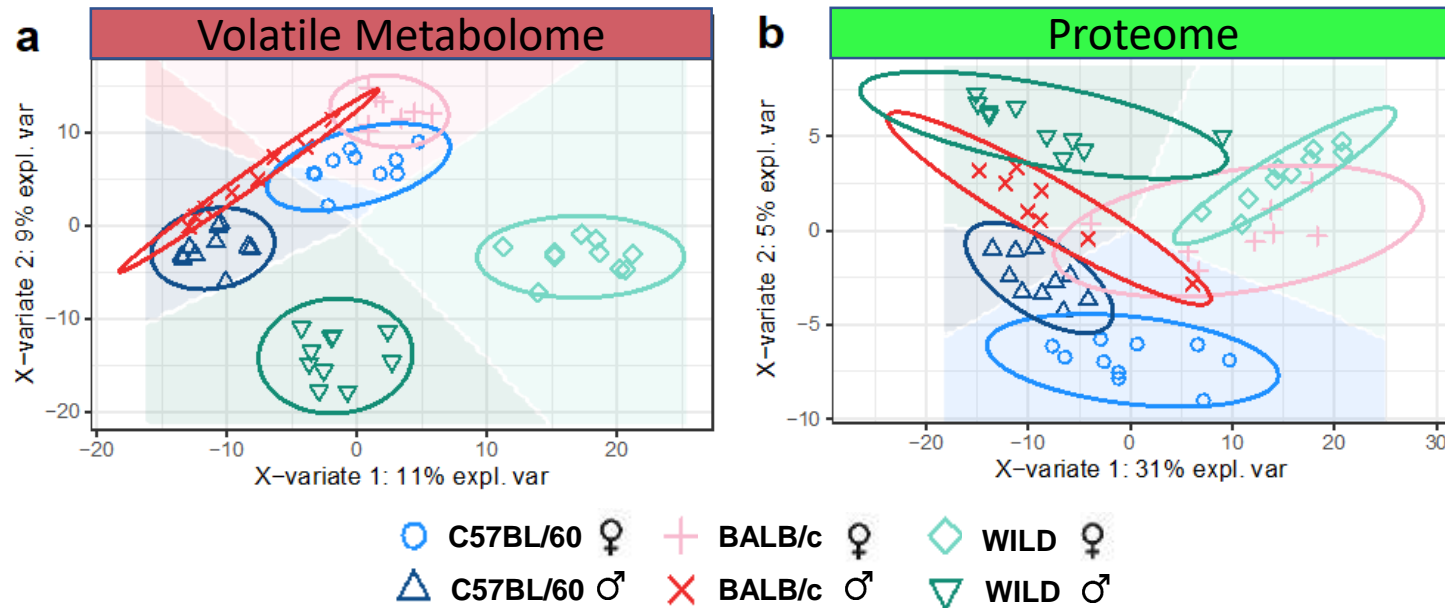 a
Volatile Metabolome
X−variate 2: 9% expl. var
10
0
−10
−20
−20
−10
0
10
20
X−variate 1: 11% expl. var
b
Proteome
X−variate 2: 5% expl. var
5
0
−5
−10
−20
−10
0
10
20
30
X−variate 1: 31% expl. var
C57BL/60 ♀ BALB/c ♀ WILD ♀
C57BL/60 ♂ BALB/c ♂ WILD ♂